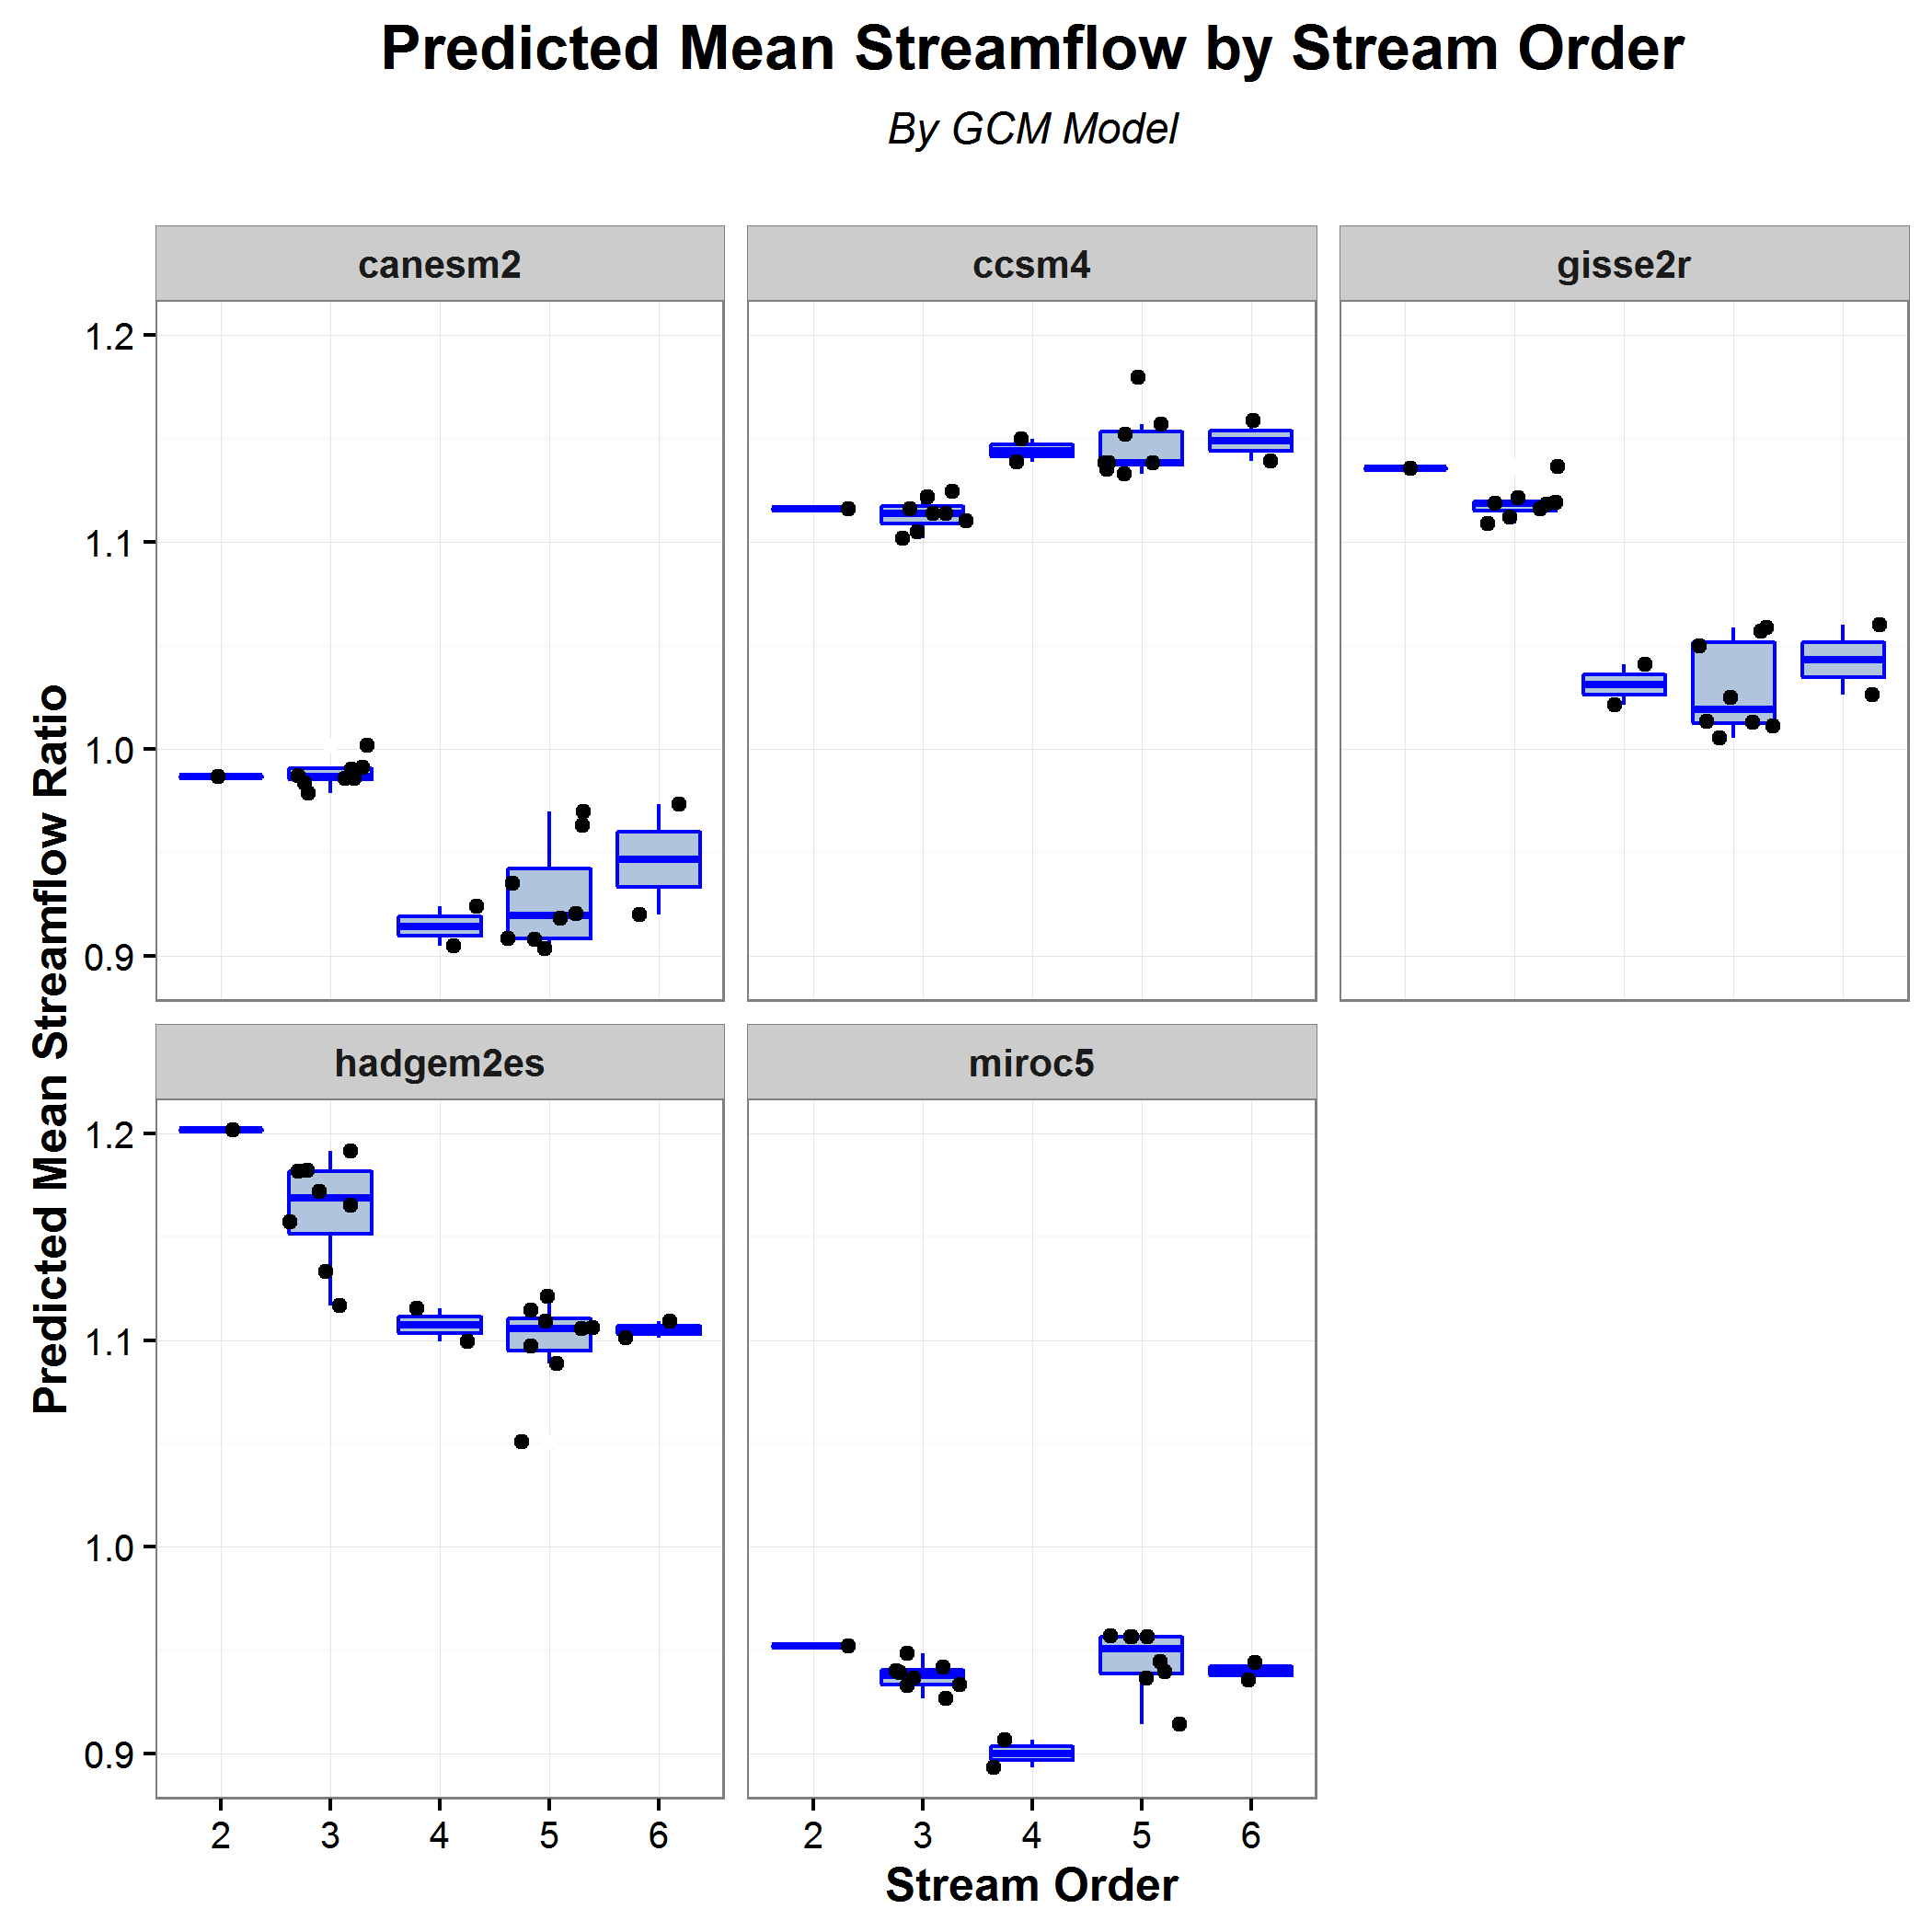 Predicted Mean Streamflow by Stream Order
By GCM Model
canesm2
ccsm4
gisse2r
1.2
1.1
1.0
0.9
Predicted Mean Streamflow Ratio
hadgem2es
miroc5
1.2
1.1
1.0
0.9
2 3 4 5 6
2 3 4 5 6
Stream Order